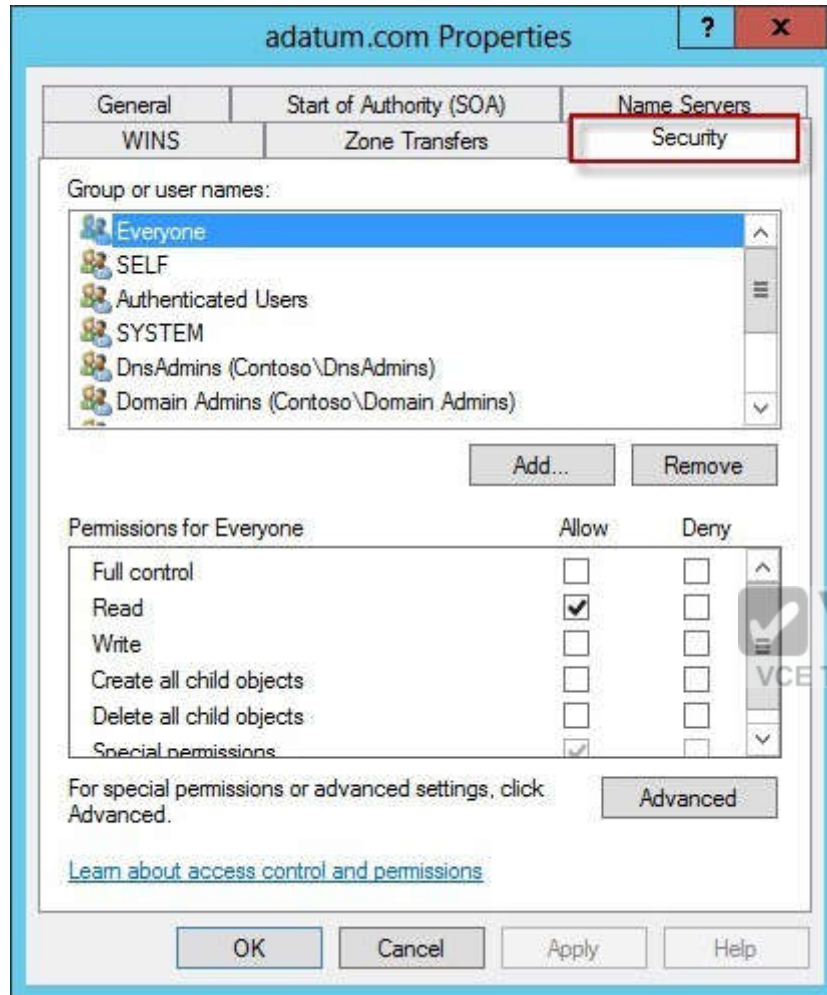 adatum.com Properties
?
x
General
Start of Authority (SOA)
Name Servers
WINS
Zone Transfers
Security
Group or user names:
Everyone
SELF
Authenticated Users
SYSTEM
DnsAdmins (Contoso\DnsAdmins)
Domain Admins (Contoso\Domain Admins)
Add...
Remove
Permissions for Everyone
Allow
Deny
Full control
Read
Write
Create all child objects
Delete all child objects
Special permissions
VCE
For special permissions or advanced settings, click
Advanced.
Advanced
Learn about access control and permissions
OK
Cancel
Apply
Help